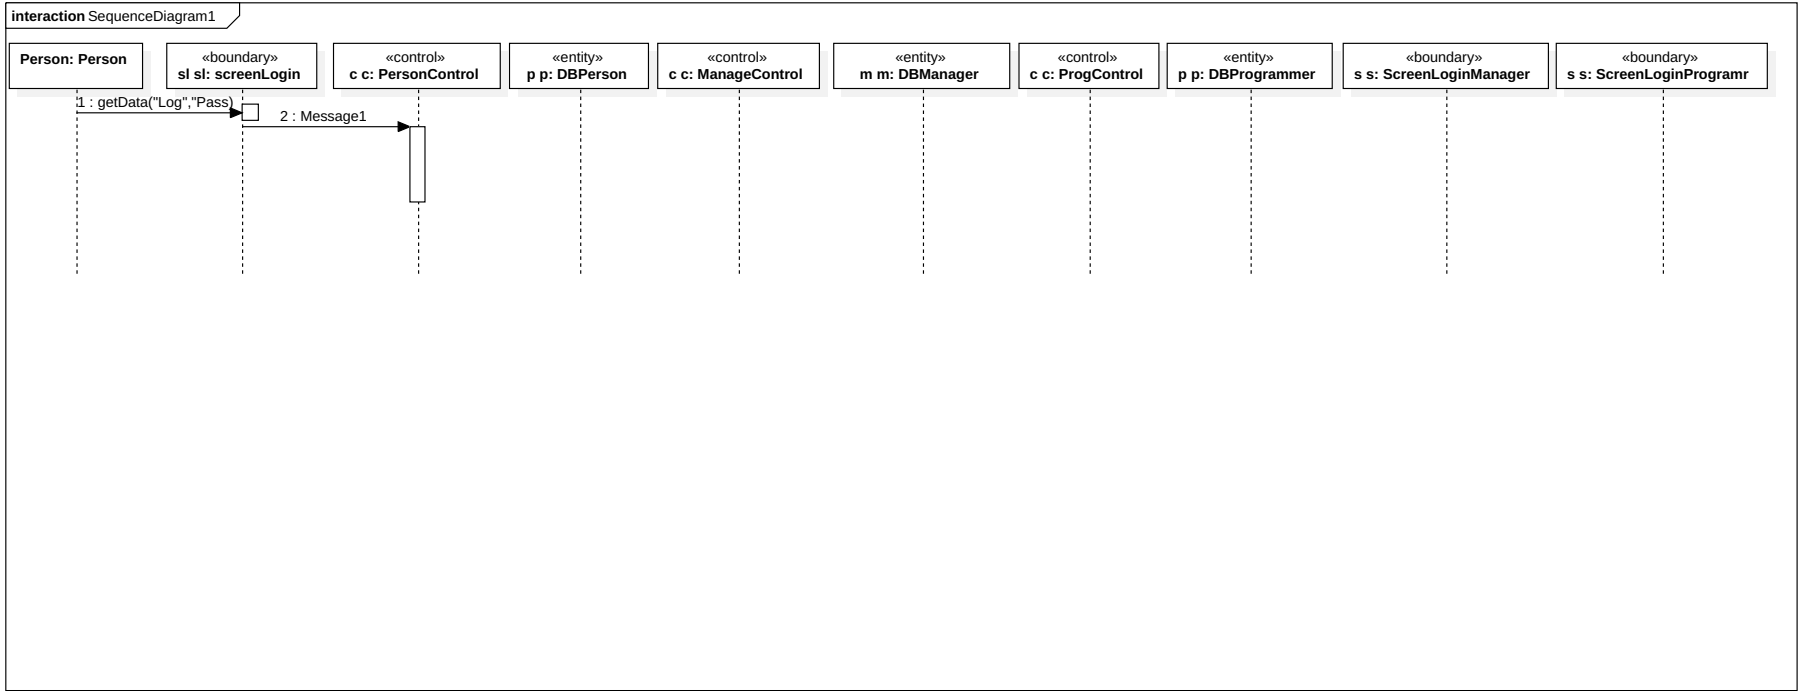 interaction SequenceDiagram1
Person: Person
«boundary»
sl sl: screenLogin
«control»
c c: PersonControl
«entity»
p p: DBPerson
«control»
c c: ManageControl
«entity»
m m: DBManager
«control»
c c: ProgControl
«entity»
p p: DBProgrammer
«boundary»
s s: ScreenLoginManager
«boundary»
s s: ScreenLoginProgramr
1 : getData("Log","Pass)
2 : Message1